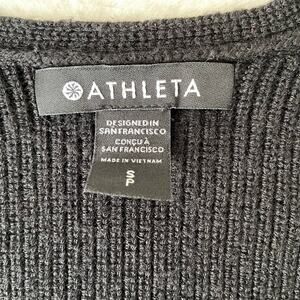 ATHLETA
DESIGNED IN
SAN FRANCISCO
CONÇU À
SAN FRANCISCO
MADE IN VIETNAM
S
P